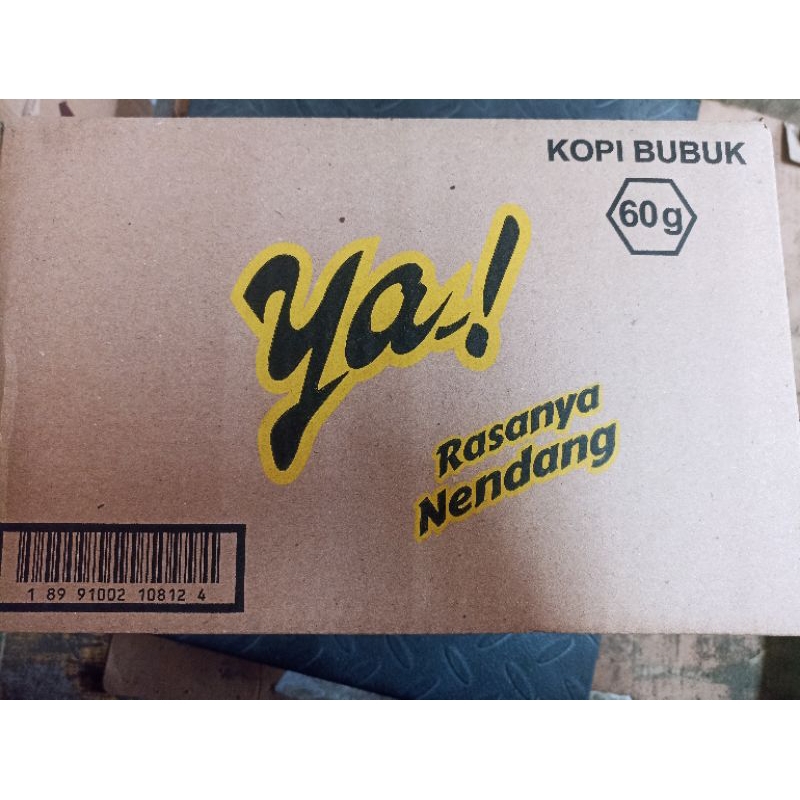 KOPI BUBUK
60g
Ya!
Rasanya
Nendang
1 89 91002 10812 4